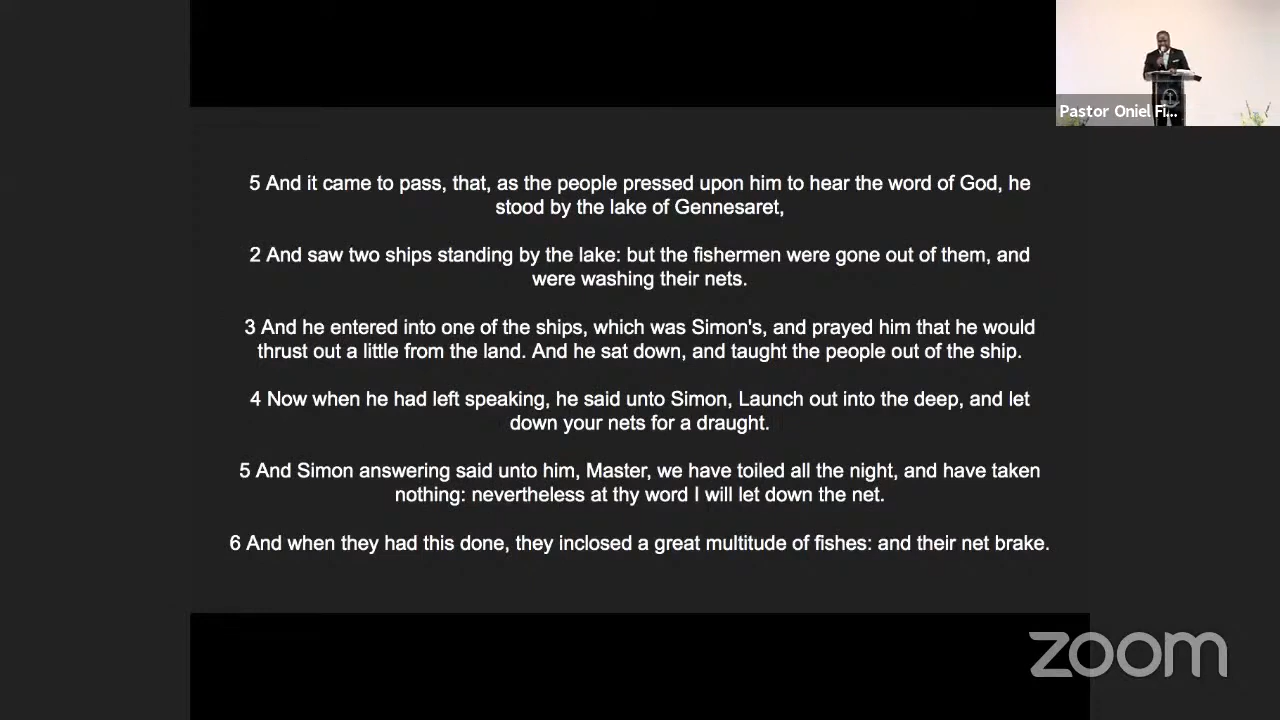 Pastor Oniel Fi...
5 And it came to pass, that, as the people pressed upon him to hear the word of God, he
stood by the lake of Gennesaret,
2 And saw two ships standing by the lake: but the fishermen were gone out of them, and
were washing their nets.
3 And he entered into one of the ships, which was Simon's, and prayed him that he would
thrust out a little from the land. And he sat down, and taught the people out of the ship.
4 Now when he had left speaking, he said unto Simon, Launch out into the deep, and let
down your nets for a draught.
5 And Simon answering said unto him, Master, we have toiled all the night, and have taken
nothing: nevertheless at thy word I will let down the net.
6 And when they had this done, they inclosed a great multitude of fishes: and their net brake.
zoom